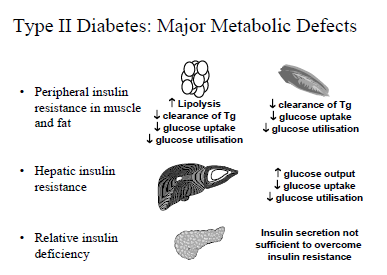 Type II Diabetes: Major Metabolic Defects
• Peripheral insulin
resistance in muscle
and fat
↑ Lipolysis
↓ clearance of Tg
↓ glucose uptake
↓ glucose utilisation
↓ clearance of Tg
↓ glucose uptake
↓ glucose utilisation
• Hepatic insulin
resistance
↑ glucose output
↓ glucose uptake
↓ glucose utilisation
• Relative insulin
deficiency
Insulin secretion not
sufficient to overcome
insulin resistance